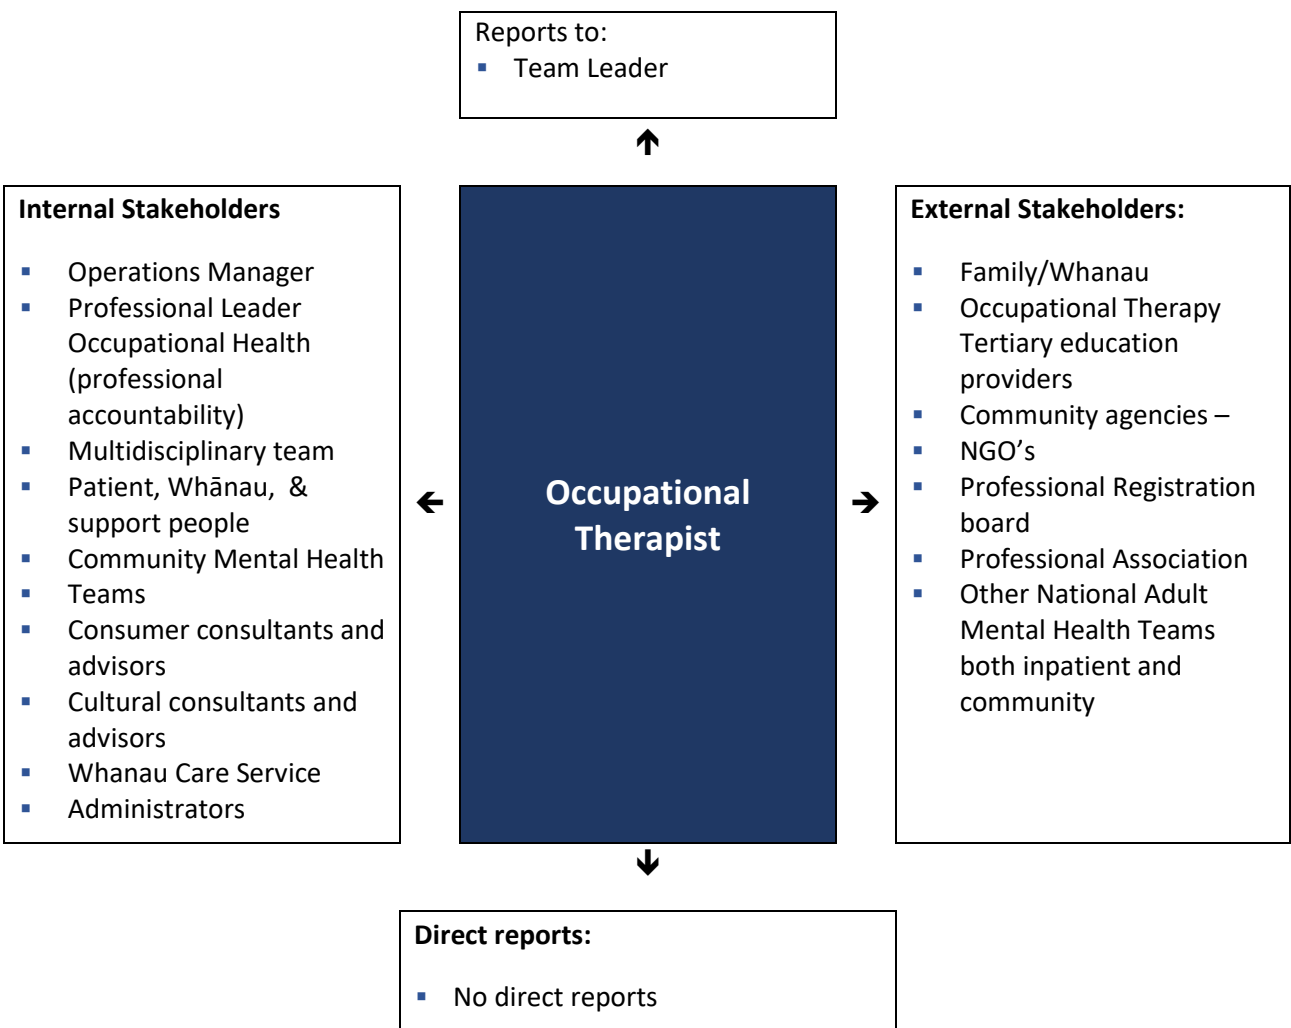 Reports to:
▪ Team Leader
🡹
Internal Stakeholders
▪ Operations Manager
▪ Professional Leader
Occupational Health
(professional
accountability)
▪ Multidisciplinary team
▪ Patient, Whānau, &
support people
▪ Community Mental Health
▪ Teams
▪ Consumer consultants and
advisors
▪ Cultural consultants and
advisors
▪ Whanau Care Service
▪ Administrators
🡸
Occupational
Therapist
🡺
External Stakeholders:
▪ Family/Whanau
▪ Occupational Therapy
Tertiary education
providers
▪ Community agencies –
▪ NGO’s
▪ Professional Registration
board
▪ Professional Association
▪ Other National Adult
Mental Health Teams
both inpatient and
community
🡻
Direct reports:
▪ No direct reports